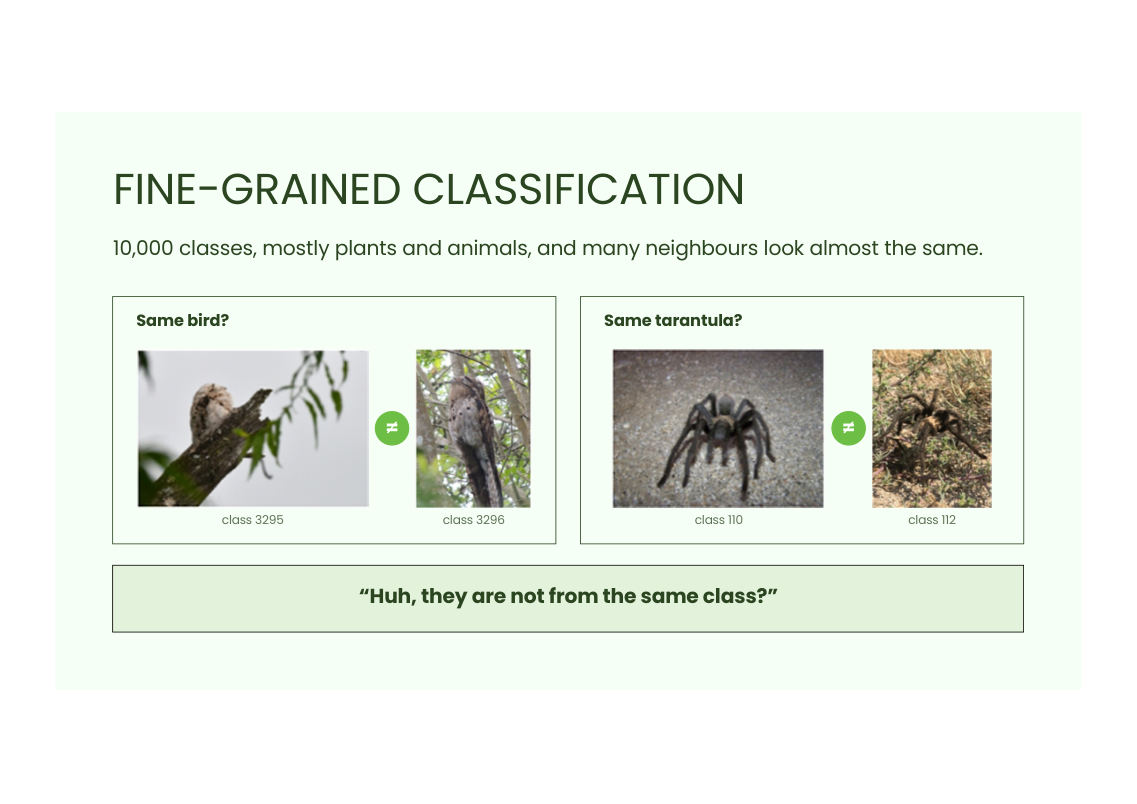 FINE-GRAINED CLASSIFICATION
10,000 classes, mostly plants and animals, and many neighbours look almost the same.
Same bird?
≠
class 3295
class 3296
Same tarantula?
≠
class 110
class 112
“Huh, they are not from the same class?”